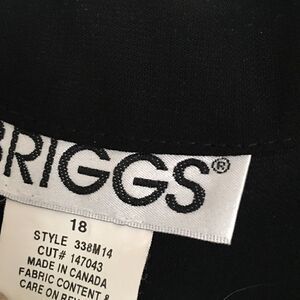 BRIGGS®
18
STYLE 338M14
CUT# 147043
MADE IN CANADA
FABRIC CONTENT &
CARE ON